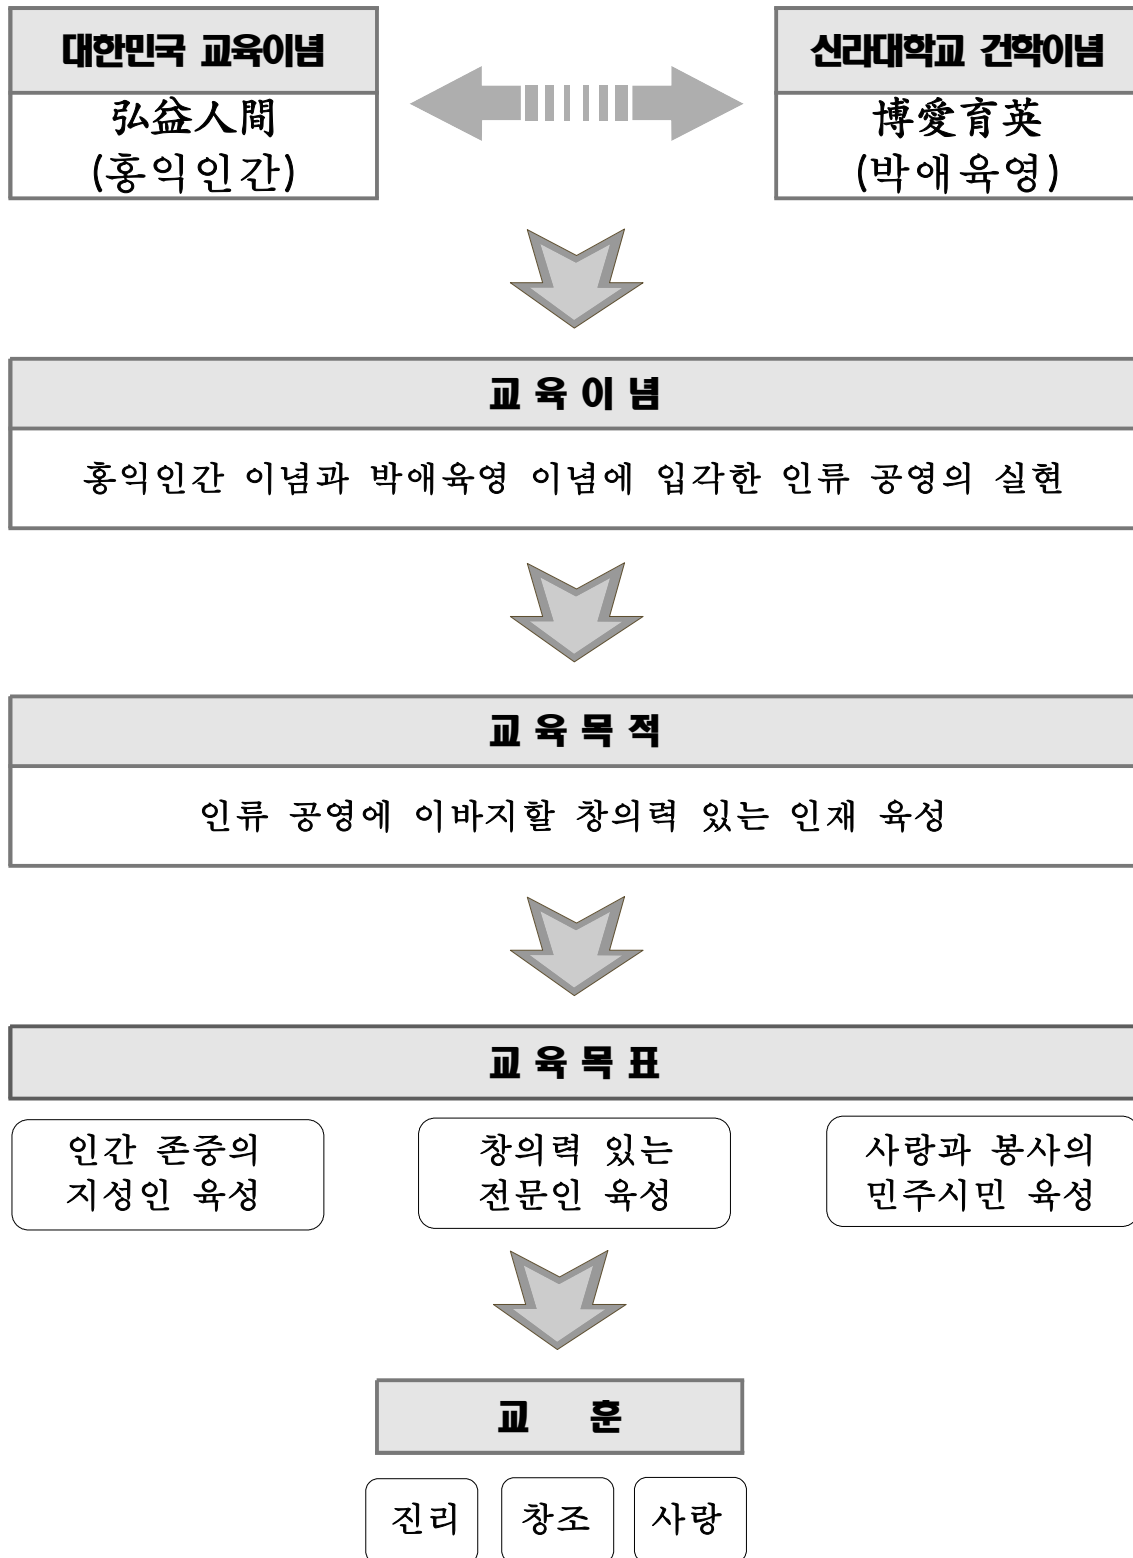 대한민국 교육이념
弘益人間
(홍익인간)
신라대학교 건학이념
博愛育英
(박애육영)
교육이념
홍익인간 이념과 박애육영 이념에 입각한 인류 공영의 실현
교육목적
인류 공영에 이바지할 창의력 있는 인재 육성
교육목표
인간 존중의
지성인 육성
창의력 있는
전문인 육성
사랑과 봉사의
민주시민 육성
교 훈
진리
창조
사랑